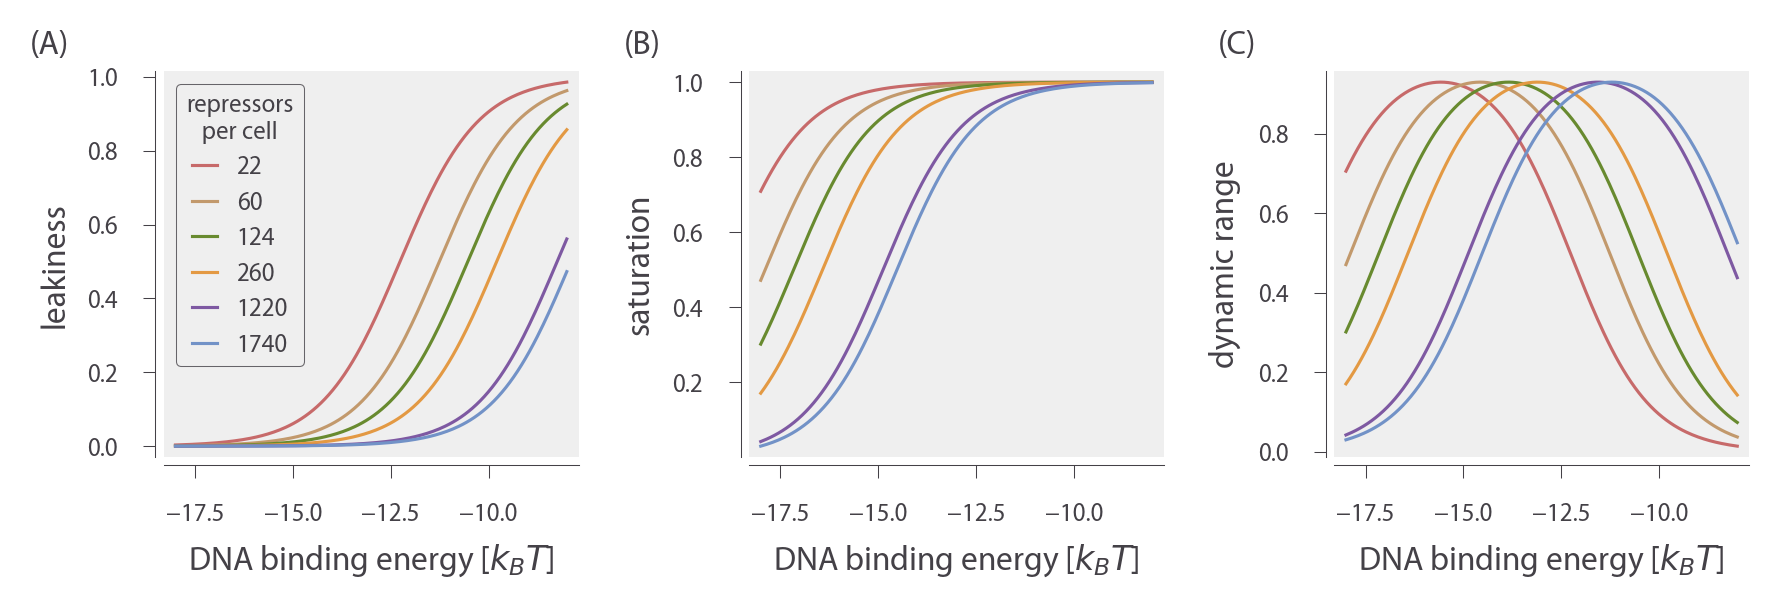 (A)
1.0
0.8
0.6
0.4
0.2
0.0
leakiness
repressors
per cell
22
60
124
260
1220
1740
−17.5 −15.0 −12.5 −10.0
DNA binding energy [k_BT]
(B)
1.0
0.8
0.6
0.4
0.2
saturation
−17.5 −15.0 −12.5 −10.0
DNA binding energy [k_BT]
(C)
0.8
0.6
0.4
0.2
0.0
dynamic range
−17.5 −15.0 −12.5 −10.0
DNA binding energy [k_BT]